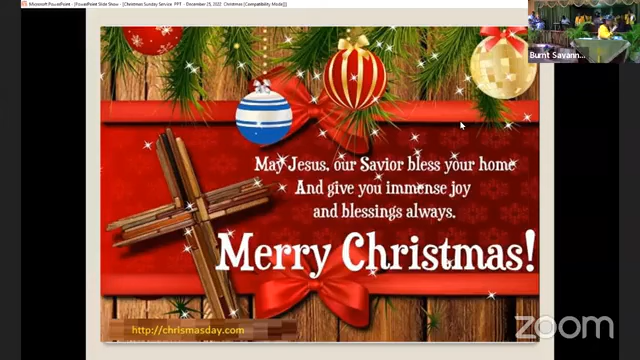 Microsoft PowerPoint - [PowerPoint Slide Show - [Christmas Sunday Service PPT - December 25, 2022 Christmas [Compatibility Mode]]
Burnt Savann...
May Jesus, our Savior bless your home
And give you immense joy
and blessings always.
Merry Christmas!
http://chrismasday.com
zoom